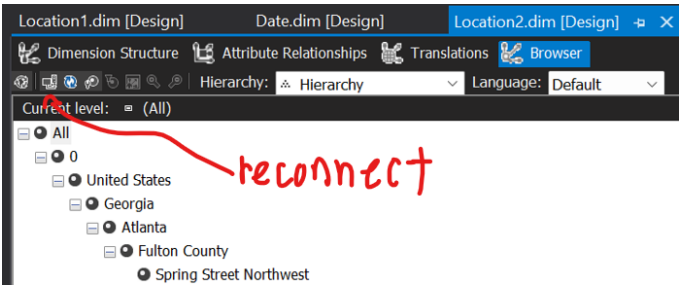 Location1.dim [Design] Date.dim [Design] Location2.dim [Design]
Dimension Structure Attribute Relationships Translations Browser
Hierarchy: Hierarchy Language: Default
Current level: (All)
All
0
United States
Georgia
Atlanta
reconnect
Fulton County
Spring Street Northwest